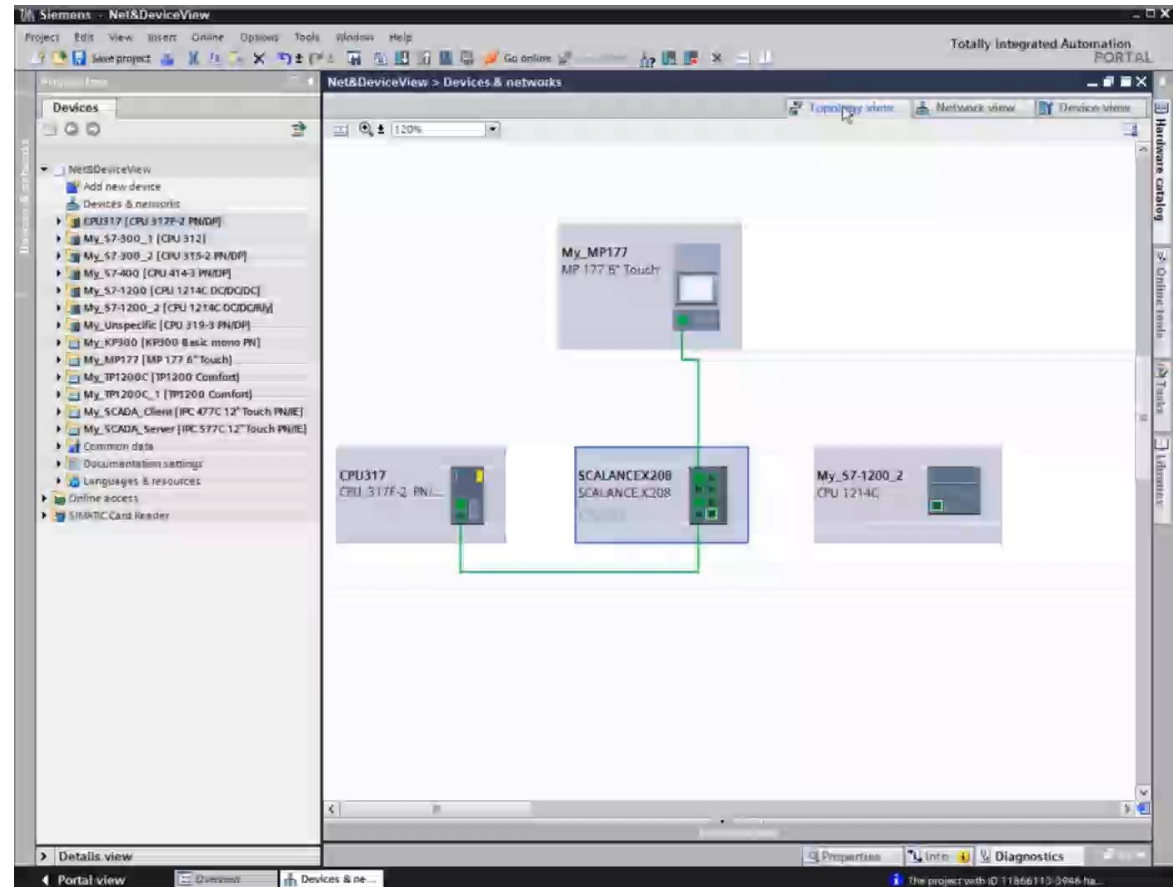 Siemens - Net&DeviceView
Project Edit View Insert Online Options Tools Window Help
Totally Integrated Automation
PORTAL
Save project Go online
Net&DeviceView > Devices & networks
Devices
Topology view Network view Device view
120%
Net&DeviceView
Add new device
Devices & networks
CPU317 [CPU 317F-2 PN/DP]
My_S7-300_1 [CPU 312]
My_S7-300_2 [CPU 315-2 PN/DP]
My_S7-400 [CPU 414-3 PN/DP]
My_S7-1200 [CPU 1214C DC/DC/DC]
My_S7-1200_2 [CPU 1214C DC/DC/Rly]
My_Unspecific [CPU 319-3 PN/DP]
My_KP300 [KP300 Basic mono PN]
My_MP177 [MP 177 6" Touch]
My_TP1200C [TP1200 Comfort]
My_TP1200C_1 [TP1200 Comfort]
My_SCADA_Client [IPC 477C 12" Touch PN/IE]
My_SCADA_Server [IPC 577C 12" Touch PN/IE]
Common data
Documentation settings
Languages & resources
Online access
SIMATIC Card Reader
My_MP177
MP 177 6" Touch
CPU317
CPU 317F-2 PN/...
SCALANCEX208
SCALANCE X208
My_S7-1200_2
CPU 1214C
Hardware catalog
Online tools
Tasks
Libraries
Details view
Properties Diagnostics
Portal view Overview Devices & ne...
The project with ID